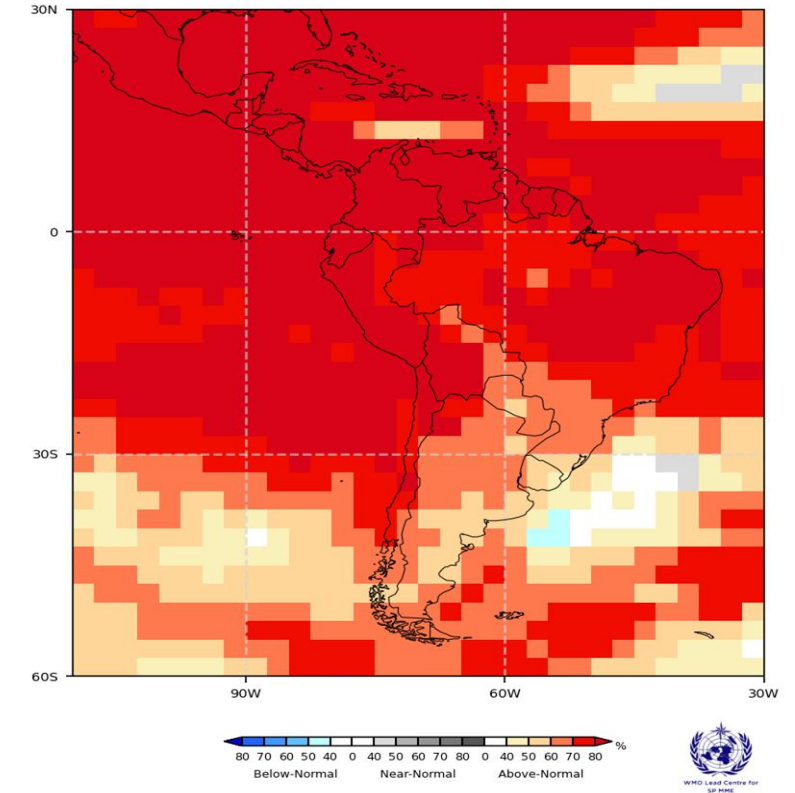 30N
0
30S
60S
90W 60W 30W
80 70 60 50 40 0 40 50 60 70 80 0 40 50 60 70 80 %
Below-Normal Near-Normal Above-Normal
WMO Lead Centre for
SP MME